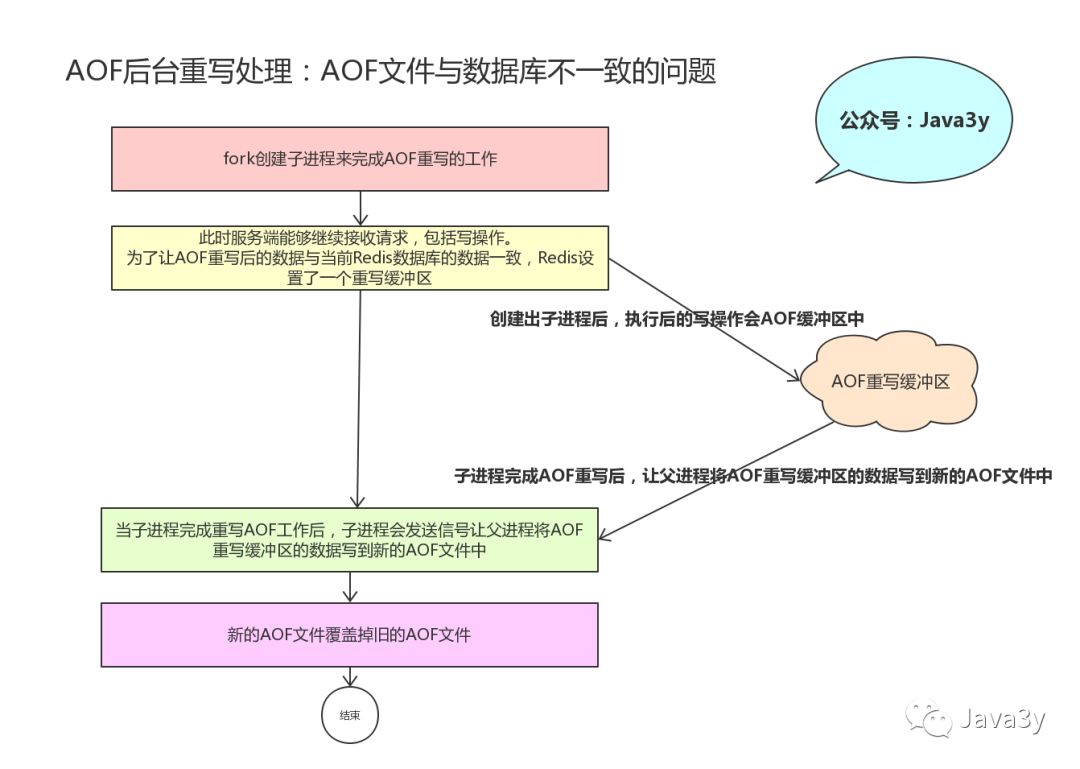 AOF后台重写处理：AOF文件与数据库不一致的问题
公众号：Java3y
fork创建子进程来完成AOF重写的工作
此时服务端能够继续接收请求，包括写操作。
为了让AOF重写后的数据与当前Redis数据库的数据一致，Redis设
置了一个重写缓冲区
创建出子进程后，执行后的写操作会AOF缓冲区中
AOF重写缓冲区
子进程完成AOF重写后，让父进程将AOF重写缓冲区的数据写到新的AOF文件中
当子进程完成重写AOF工作后，子进程会发送信号让父进程将AOF
重写缓冲区的数据写到新的AOF文件中
新的AOF文件覆盖掉旧的AOF文件
结束
Java3y